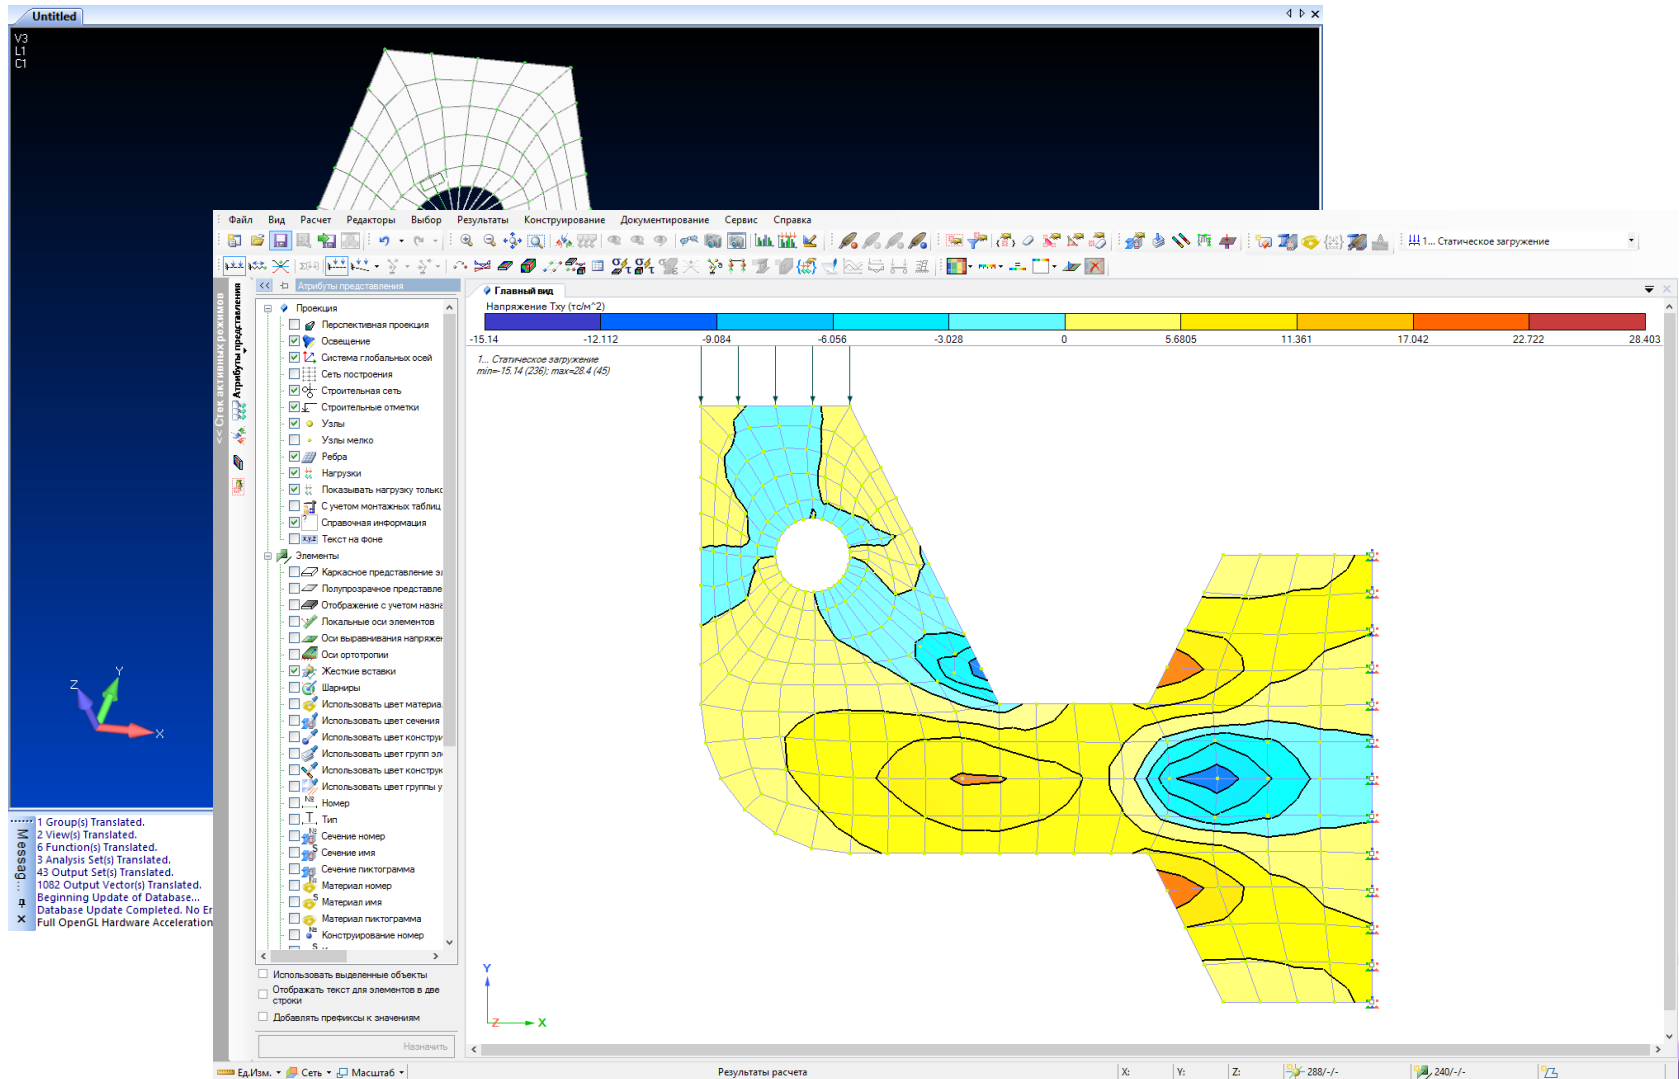 Untitled
V3
L1
C1
Файл Вид Расчет Редакторы Выбор Результаты Конструирование Документирование Сервис Справка
1... Статическое загружение
<< Стек активных режимов
Атрибуты представления
Атрибуты представления
Проекция
Перспективная проекция
Освещение
Система глобальных осей
Сеть построения
Строительная сеть
Строительные отметки
Узлы
Узлы мелко
Ребра
Нагрузки
Показывать нагрузку только
С учетом монтажных таблиц
Справочная информация
Текст на фоне
Элементы
Каркасное представление э
Полупрозрачное представле
Отображение с учетом назна
Локальные оси элементов
Оси выравнивания напряже
Оси ортотропии
Жесткие вставки
Шарниры
Использовать цвет материа
Использовать цвет сечения
Использовать цвет констру
Использовать цвет групп эл
Использовать цвет конструк
Использовать цвет группы у
Номер
Тип
Сечение номер
Сечение имя
Сечение пиктограмма
Материал номер
Материал имя
Материал пиктограмма
Конструирование номер
Использовать выделенные объекты
Отображать текст для элементов в две
строки
Добавлять префиксы к значениям
Назначить
Главный вид
Напряжение Txy (тс/м^2)
-15.14 -12.112 -9.084 -6.056 -3.028 0 5.6805 11.361 17.042 22.722 28.403
1... Статическое загружение
min=-15.14 (236); max=28.4 (45)
Y
Z X
Z Y X
Messag...
1 Group(s) Translated.
2 View(s) Translated.
6 Function(s) Translated.
3 Analysis Set(s) Translated.
43 Output Set(s) Translated.
1082 Output Vector(s) Translated.
Beginning Update of Database...
Database Update Completed. No Er
Full OpenGL Hardware Acceleration
Ед.Изм. Сеть Масштаб Результаты расчета X: Y: Z: 288/-/- 240/-/-